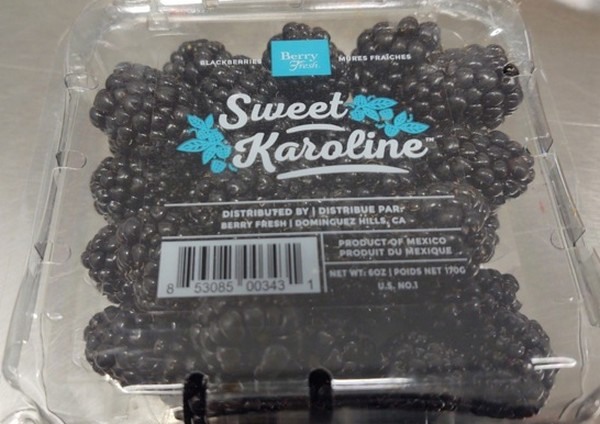 BLACKBERRIES
Berry
Fresh.
MÛRES FRAÎCHES
Sweet
Karoline™
DISTRIBUTED BY | DISTRIBUE PAR:
BERRY FRESH | DOMINGUEZ HILLS, CA
PRODUCT OF MEXICO
PRODUIT DU MEXIQUE
NET WT: 6OZ | POIDS NET 170G
U.S. NO.1
8 53085 00343 1